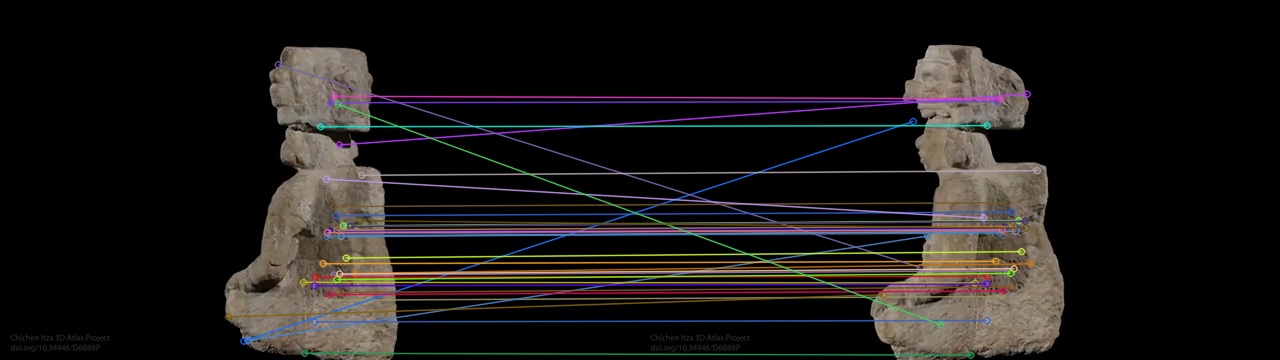 Chichen Itza 3D Atlas Project
doi.org/10.34946/D6B88P
Chichen Itza 3D Atlas Project
doi.org/10.34946/D6B88P